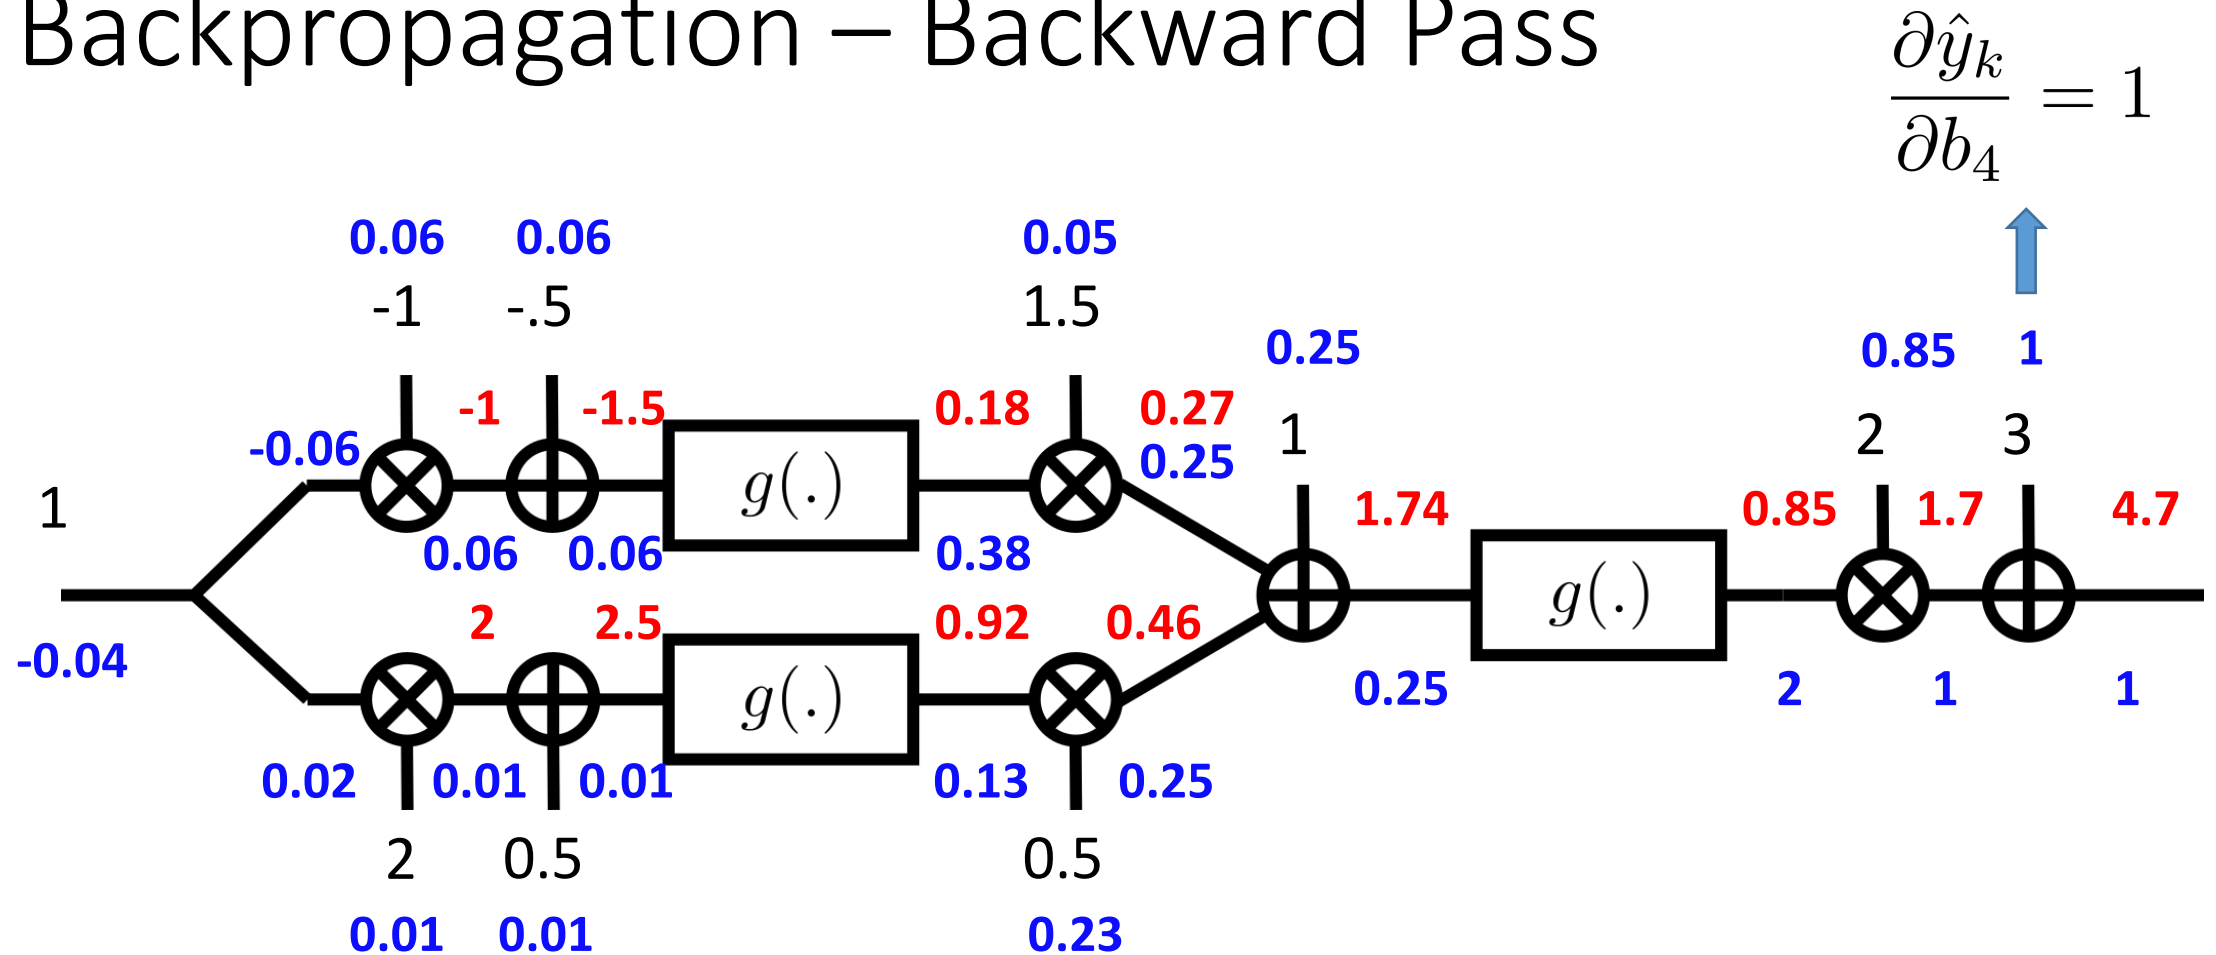 Backpropagation – Backward Pass
∂ŷₖ/∂b₄ = 1
0.06 0.06 0.05
-1 -.5 1.5
0.25 0.85 1
-1 -1.5 0.18 0.27
1 2 3
-0.06 g(.) 0.25
1 1.74 0.85 1.7 4.7
0.06 0.06 0.38
2 2.5 0.92 0.46 g(.)
-0.04 g(.) 0.25 2 1 1
0.02 0.01 0.01 0.13 0.25
2 0.5 0.5
0.01 0.01 0.23